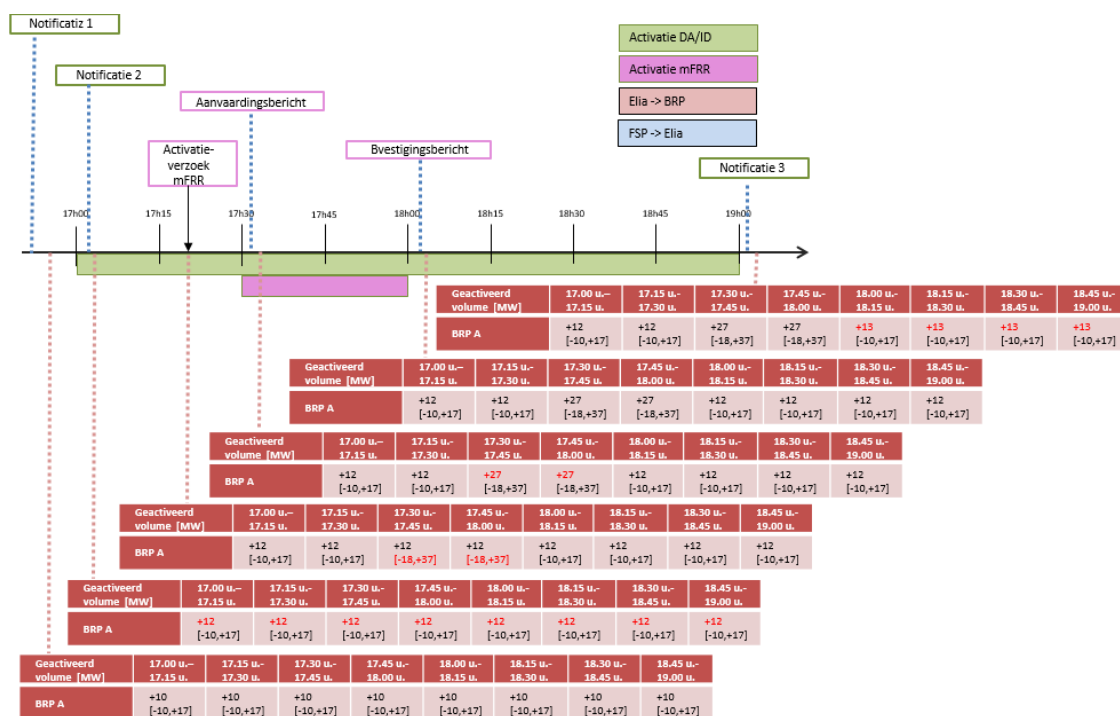 Notificatiz 1
Notificatie 2
Aanvaardingsbericht
Activatie-
verzoek
mFRR
Bvestigingsbericht
Notificatie 3
Activatie DA/ID
Activatie mFRR
Elia -> BRP
FSP -> Elia
17h00 17h15 17h30 17h45 18h00 18h15 18h30 18h45 19h00
Geactiveerd 17.00 u.– 17.15 u.- 17.30 u.- 17.45 u.- 18.00 u.- 18.15 u.- 18.30 u.- 18.45 u.-
volume [MW] 17.15 u. 17.30 u. 17.45 u. 18.00 u. 18.15 u. 18.30 u. 18.45 u. 19.00 u.
BRP A +12 +12 +27 +27 +13 +13 +13 +13
[-10,+17] [-10,+17] [-18,+37] [-18,+37] [-10,+17] [-10,+17] [-10,+17] [-10,+17]
Geactiveerd 17.00 u.– 17.15 u.- 17.30 u.- 17.45 u.- 18.00 u.- 18.15 u.- 18.30 u.- 18.45 u.-
volume [MW] 17.15 u. 17.30 u. 17.45 u. 18.00 u. 18.15 u. 18.30 u. 18.45 u. 19.00 u.
BRP A +12 +12 +27 +27 +12 +12 +12 +12
[-10,+17] [-10,+17] [-18,+37] [-18,+37] [-10,+17] [-10,+17] [-10,+17] [-10,+17]
Geactiveerd 17.00 u.– 17.15 u.- 17.30 u.- 17.45 u.- 18.00 u.- 18.15 u.- 18.30 u.- 18.45 u.-
volume [MW] 17.15 u. 17.30 u. 17.45 u. 18.00 u. 18.15 u. 18.30 u. 18.45 u. 19.00 u.
BRP A +12 +12 +27 +27 +12 +12 +12 +12
[-10,+17] [-10,+17] [-18,+37] [-18,+37] [-10,+17] [-10,+17] [-10,+17] [-10,+17]
Geactiveerd 17.00 u.– 17.15 u.- 17.30 u.- 17.45 u.- 18.00 u.- 18.15 u.- 18.30 u.- 18.45 u.-
volume [MW] 17.15 u. 17.30 u. 17.45 u. 18.00 u. 18.15 u. 18.30 u. 18.45 u. 19.00 u.
BRP A +12 +12 +12 +12 +12 +12 +12 +12
[-10,+17] [-10,+17] [-18,+37] [-18,+37] [-10,+17] [-10,+17] [-10,+17] [-10,+17]
Geactiveerd 17.00 u.– 17.15 u.- 17.30 u.- 17.45 u.- 18.00 u.- 18.15 u.- 18.30 u.- 18.45 u.-
volume [MW] 17.15 u. 17.30 u. 17.45 u. 18.00 u. 18.15 u. 18.30 u. 18.45 u. 19.00 u.
BRP A +12 +12 +12 +12 +12 +12 +12 +12
[-10,+17] [-10,+17] [-10,+17] [-10,+17] [-10,+17] [-10,+17] [-10,+17] [-10,+17]
Geactiveerd 17.00 u.– 17.15 u.- 17.30 u.- 17.45 u.- 18.00 u.- 18.15 u.- 18.30 u.- 18.45 u.-
volume [MW] 17.15 u. 17.30 u. 17.45 u. 18.00 u. 18.15 u. 18.30 u. 18.45 u. 19.00 u.
BRP A +10 +10 +10 +10 +10 +10 +10 +10
[-10,+17] [-10,+17] [-10,+17] [-10,+17] [-10,+17] [-10,+17] [-10,+17] [-10,+17]